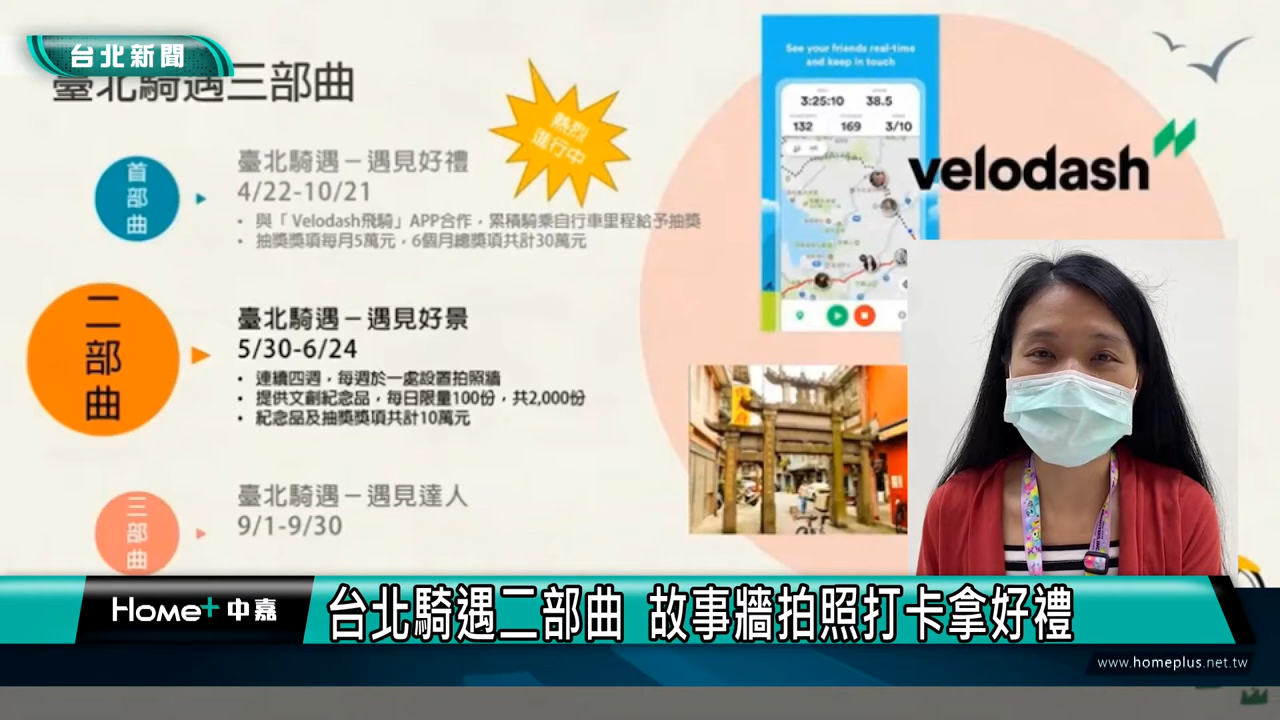 台北新聞
臺北騎遇三部曲
熱烈
進行中
首部曲
臺北騎遇－遇見好禮
4/22-10/21
• 與「Velodash飛騎」APP合作，累積騎乘自行車里程給予抽獎
• 抽獎獎項每月5萬元，6個月總獎項共計30萬元
二部曲
臺北騎遇－遇見好景
5/30-6/24
• 連續四週，每週於一處設置拍照牆
• 提供文創紀念品，每日限量100份，共2,000份
• 紀念品及抽獎獎項共計10萬元
三部曲
臺北騎遇－遇見達人
9/1-9/30
See your friends real-time
and keep in touch
3:25:10 38.5
132 169 3/10
velodash
Home+中嘉
台北騎遇二部曲 故事牆拍照打卡拿好禮
www.homeplus.net.tw